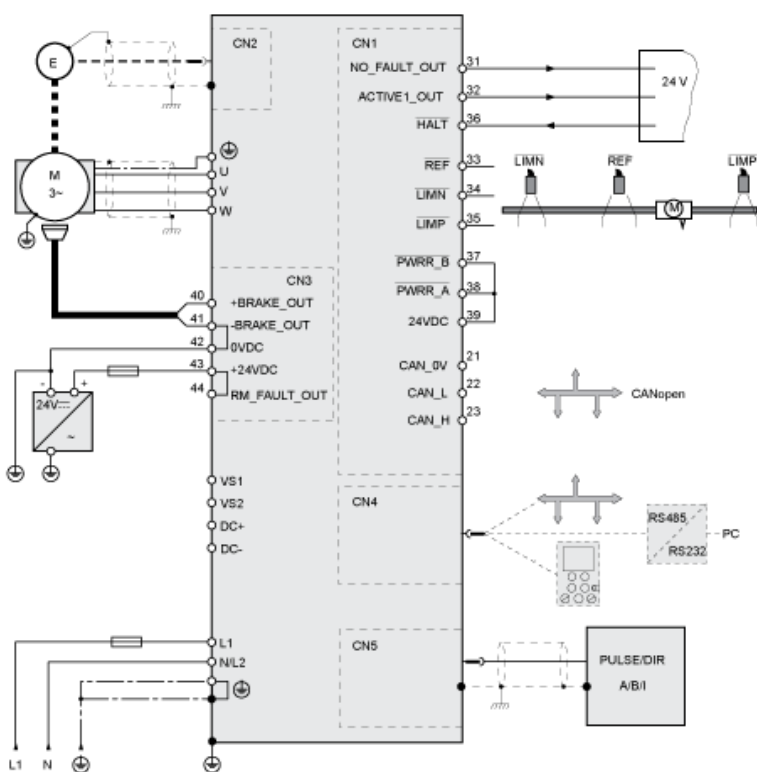 CN2
CN1
E
NO_FAULT_OUT 31
24 V
ACTIVE1_OUT 32
HALT 36
U
V
W
M
3~
REF 33
LIMN 34
LIMP 35
LIMN
REF
LIMP
M
PWRR_B 37
PWRR_A 38
24VDC 39
CN3
40 +BRAKE_OUT
41 -BRAKE_OUT
42 0VDC
43 +24VDC
44 RM_FAULT_OUT
- +
24V
~
CAN_0V 21
CAN_L 22
CAN_H 23
CANopen
VS1
VS2
DC+
DC-
CN4
RS485
RS232
PC
L1
N/L2
CN5
PULSE/DIR
A/B/I
L1 N